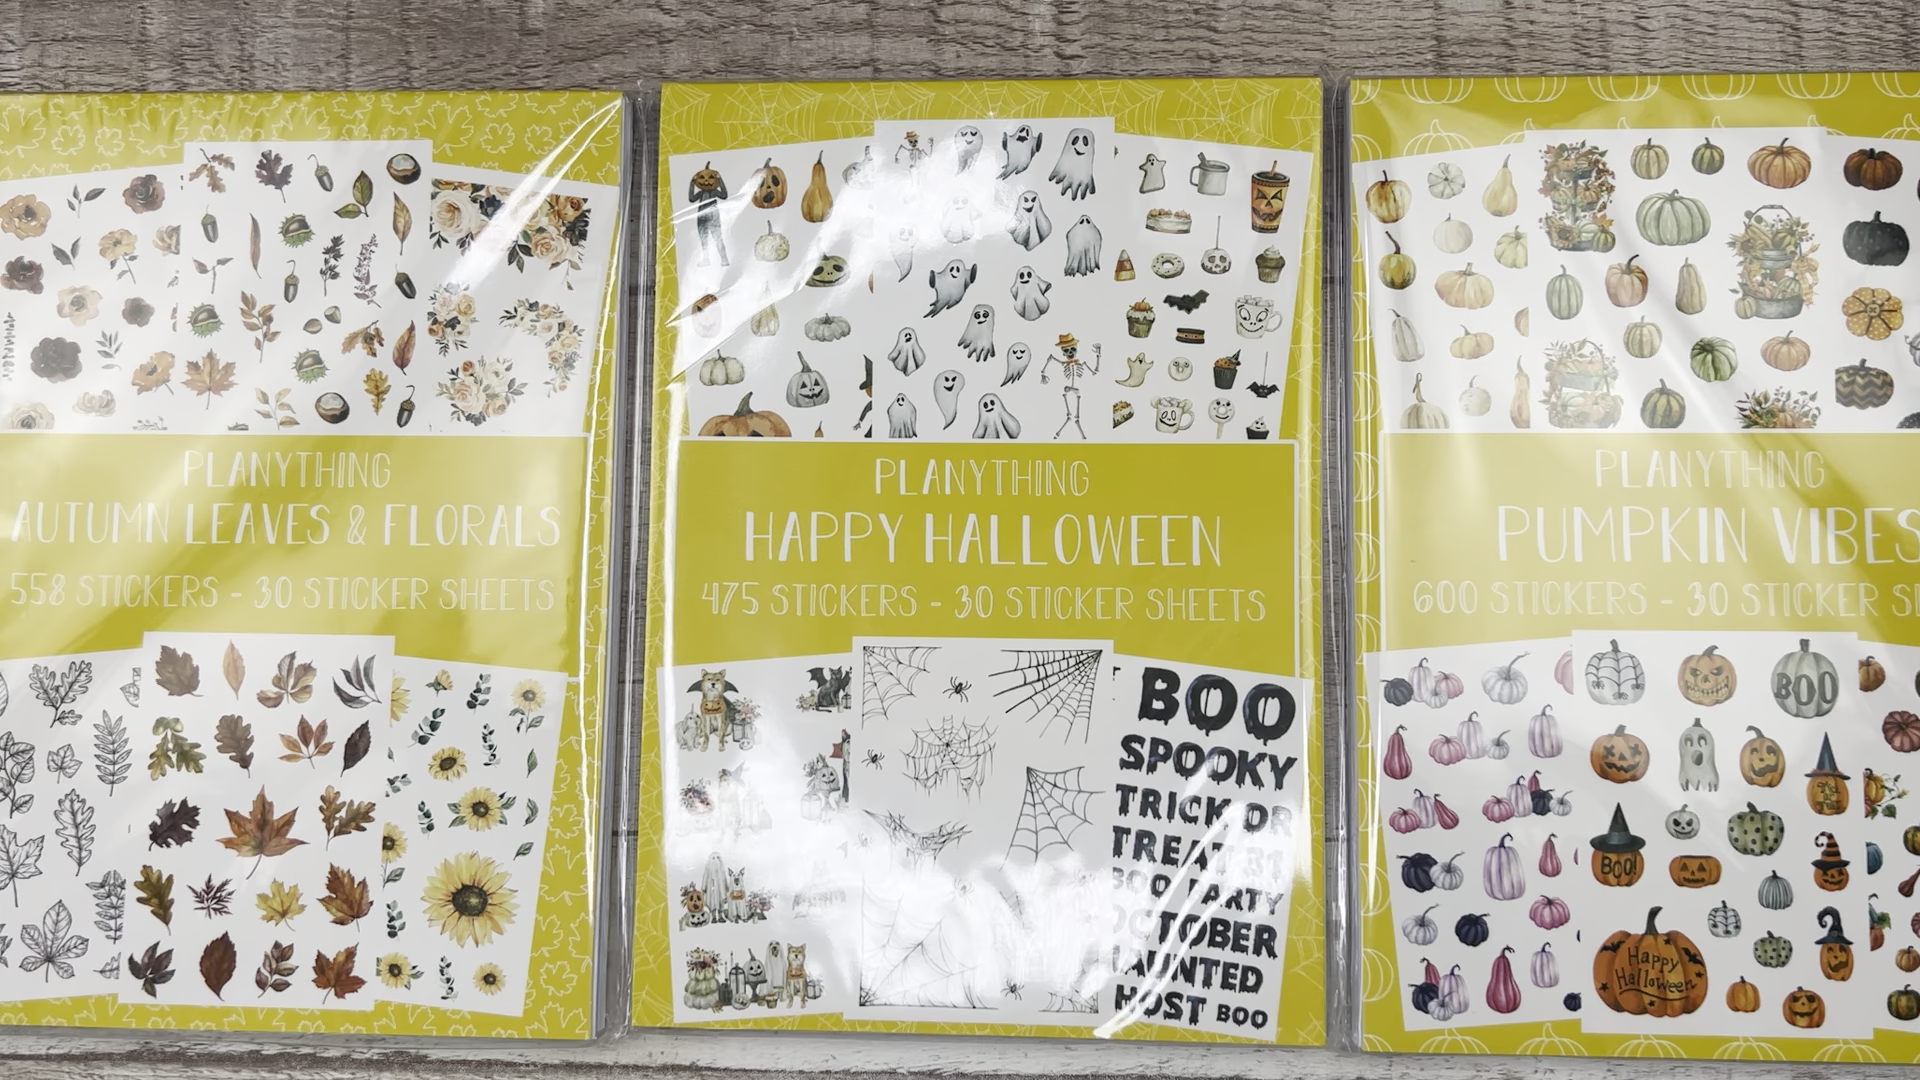 PLANYTHING
AUTUMN LEAVES & FLORALS
558 STICKERS - 30 STICKER SHEETS
PLANYTHING
HAPPY HALLOWEEN
475 STICKERS - 30 STICKER SHEETS
BOO
SPOOKY
TRICK OR
TREAT 31
BOO PARTY
OCTOBER
HAUNTED
HOST BOO
PLANYTHING
PUMPKIN VIBES
600 STICKERS - 30 STICKER
BOO
BOO!
Happy
Halloween